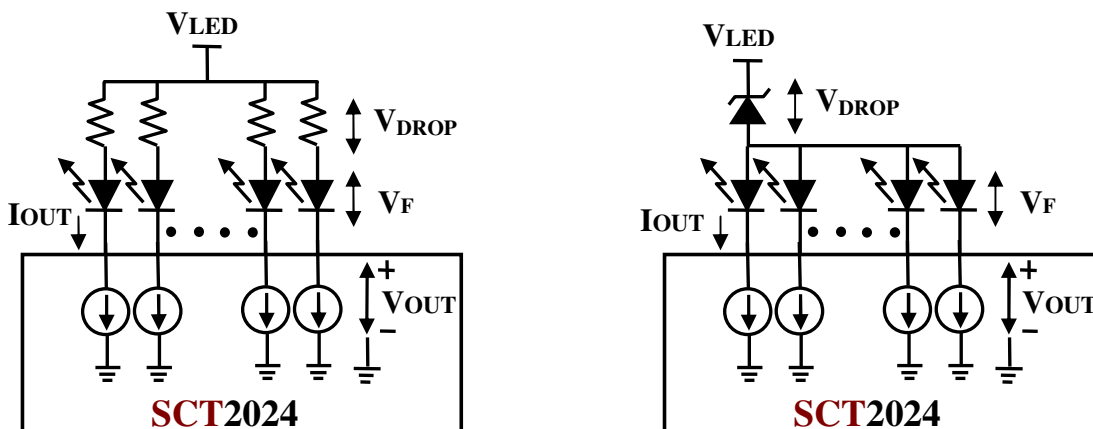 VLED
VDROP
VF
IOUT
+
VOUT
−
SCT2024
VLED
VDROP
VF
IOUT
+
VOUT
−
SCT2024